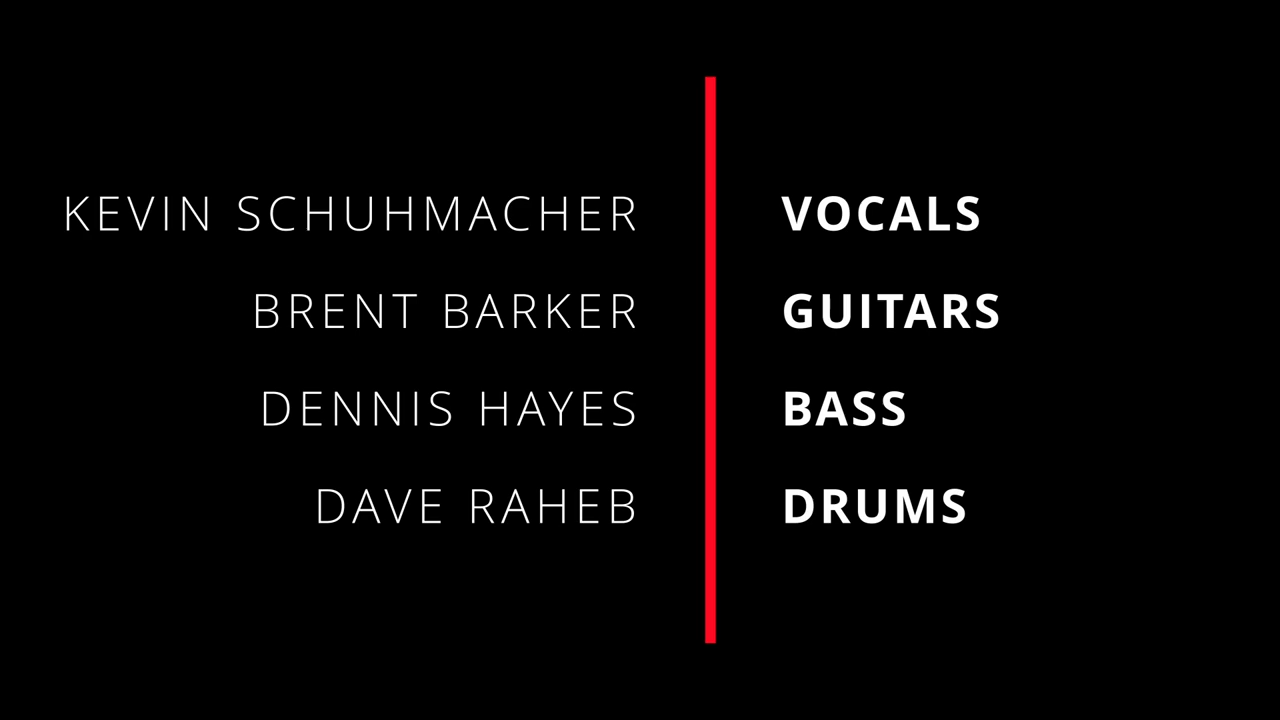 KEVIN SCHUHMACHER VOCALS
BRENT BARKER GUITARS
DENNIS HAYES BASS
DAVE RAHEB DRUMS